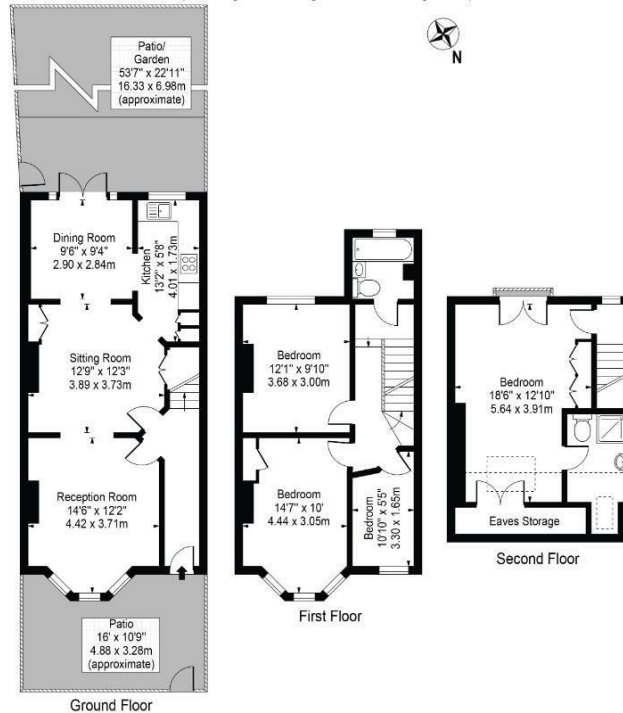 N
Patio/
Garden
53'7" x 22'11"
16.33 x 6.98m
(approximate)
Dining Room
9'6" x 9'4"
2.90 x 2.84m
Kitchen
13'2" x 5'8"
4.01 x 1.73m
Sitting Room
12'9" x 12'3"
3.89 x 3.73m
Reception Room
14'6" x 12'2"
4.42 x 3.71m
Patio
16' x 10'9"
4.88 x 3.28m
(approximate)
Ground Floor
Bedroom
12'1" x 9'10"
3.68 x 3.00m
Bedroom
14'7" x 10'
4.44 x 3.05m
Bedroom
10'10" x 5'5"
3.30 x 1.65m
First Floor
Bedroom
18'6" x 12'10"
5.64 x 3.91m
Eaves Storage
Second Floor